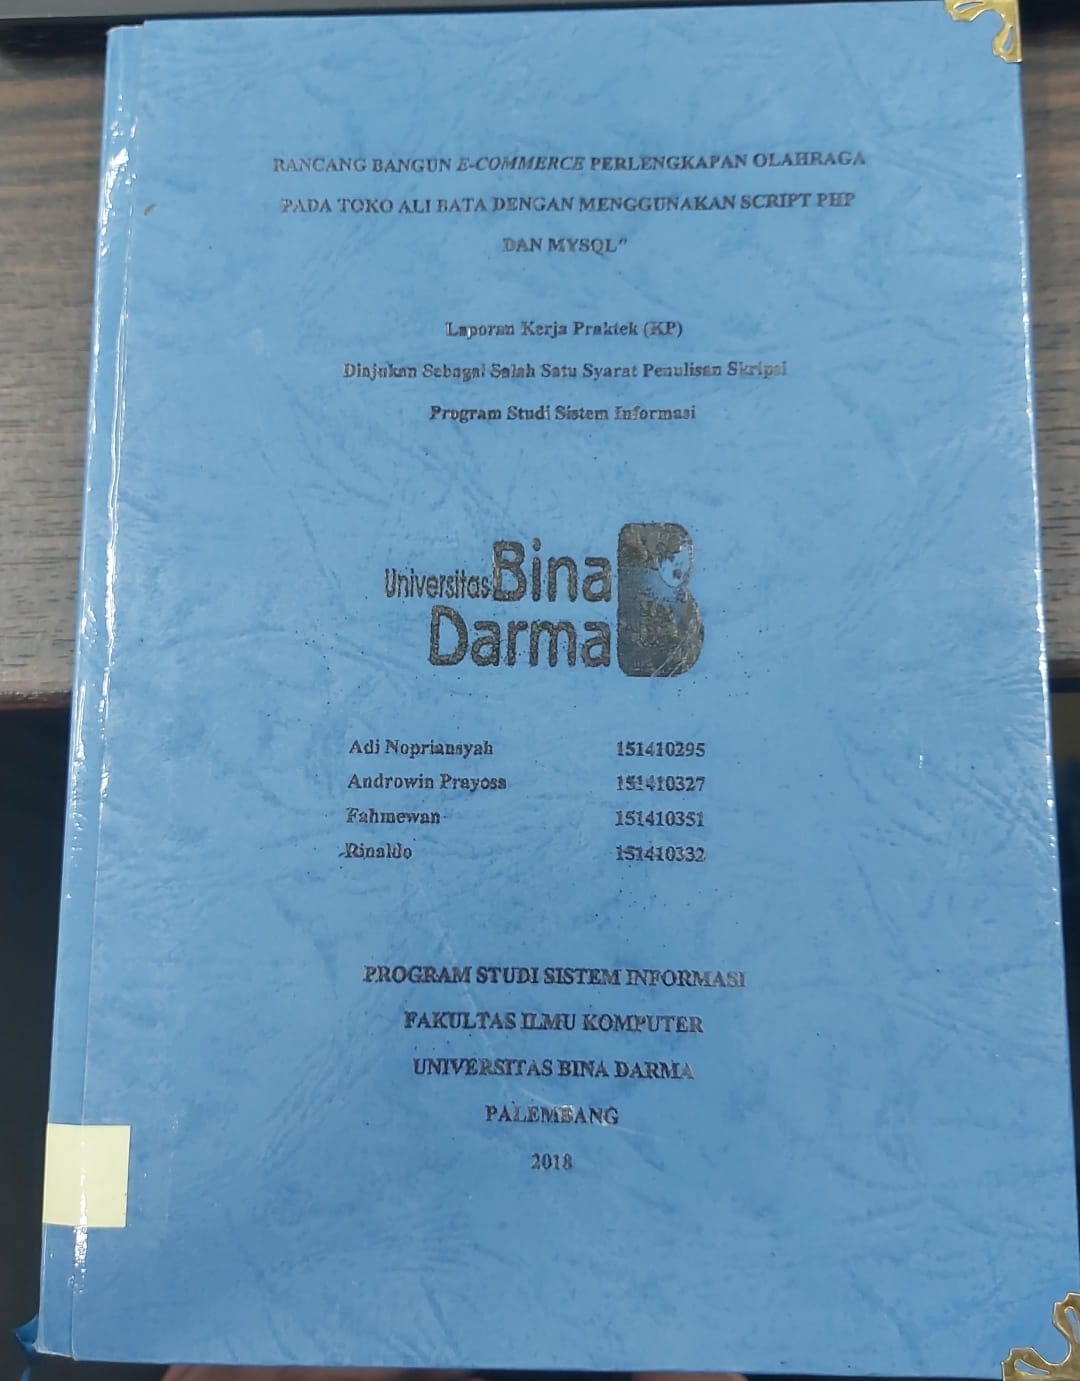 RANCANG BANGUN E-COMMERCE PERLENGKAPAN OLAHRAGA
PADA TOKO ALI BATA DENGAN MENGGUNAKAN SCRIPT PHP
DAN MYSQL"
Laporan Kerja Praktek (KP)
Diajukan Sebagai Salah Satu Syarat Penulisan Skripsi
Program Studi Sistem Informasi
Universitas Bina
Darma
Adi Nopriansyah 151410295
Androwin Prayosa 151410327
Fahmewan 151410351
Rinaldo 151410332
PROGRAM STUDI SISTEM INFORMASI
FAKULTAS ILMU KOMPUTER
UNIVERSITAS BINA DARMA
PALEMBANG
2018